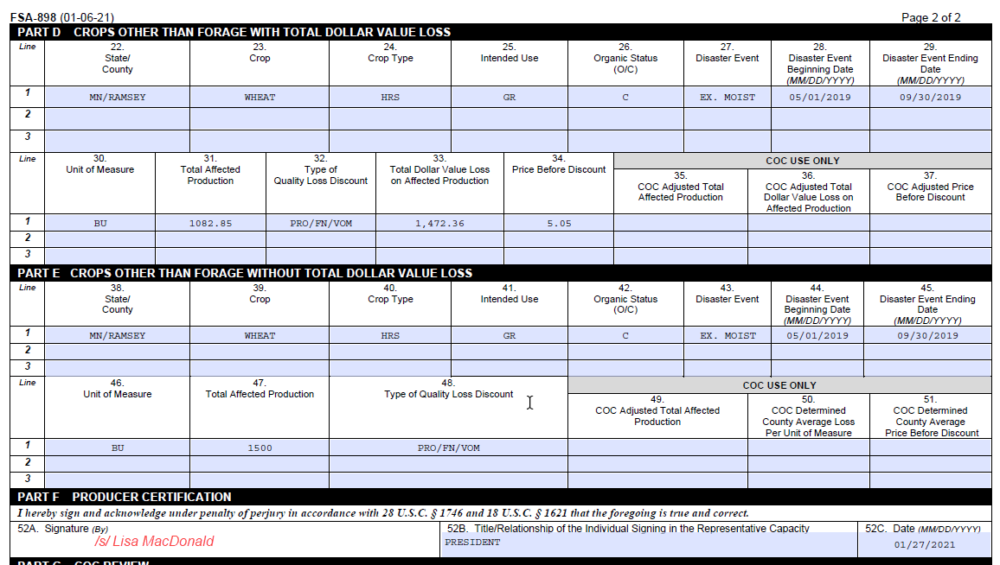 FSA-898 (01-06-21) Page 2 of 2
PART D CROPS OTHER THAN FORAGE WITH TOTAL DOLLAR VALUE LOSS
Line 22. State/ County 23. Crop 24. Crop Type 25. Intended Use 26. Organic Status (O/C) 27. Disaster Event 28. Disaster Event Beginning Date (MM/DD/YYYY) 29. Disaster Event Ending Date (MM/DD/YYYY)
1 MN/RAMSEY WHEAT HRS GR C EX. MOIST 05/01/2019 09/30/2019
2
3
Line 30. Unit of Measure 31. Total Affected Production 32. Type of Quality Loss Discount 33. Total Dollar Value Loss on Affected Production 34. Price Before Discount COC USE ONLY
35. COC Adjusted Total Affected Production 36. COC Adjusted Total Dollar Value Loss on Affected Production 37. COC Adjusted Price Before Discount
1 BU 1082.85 PRO/FN/VOM 1,472.36 5.05
2
3
PART E CROPS OTHER THAN FORAGE WITHOUT TOTAL DOLLAR VALUE LOSS
Line 38. State/ County 39. Crop 40. Crop Type 41. Intended Use 42. Organic Status (O/C) 43. Disaster Event 44. Disaster Event Beginning Date (MM/DD/YYYY) 45. Disaster Event Ending Date (MM/DD/YYYY)
1 MN/RAMSEY WHEAT HRS GR C EX. MOIST 05/01/2019 09/30/2019
2
3
Line 46. Unit of Measure 47. Total Affected Production 48. Type of Quality Loss Discount COC USE ONLY
49. COC Adjusted Total Affected Production 50. COC Determined County Average Loss Per Unit of Measure 51. COC Determined County Average Price Before Discount
1 BU 1500 PRO/FN/VOM
2
3
PART F PRODUCER CERTIFICATION
I hereby sign and acknowledge under penalty of perjury in accordance with 28 U.S.C. § 1746 and 18 U.S.C. § 1621 that the foregoing is true and correct.
52A. Signature (By) 52B. Title/Relationship of the Individual Signing in the Representative Capacity 52C. Date (MM/DD/YYYY)
/s/ Lisa MacDonald PRESIDENT 01/27/2021
PART G COC REVIEW